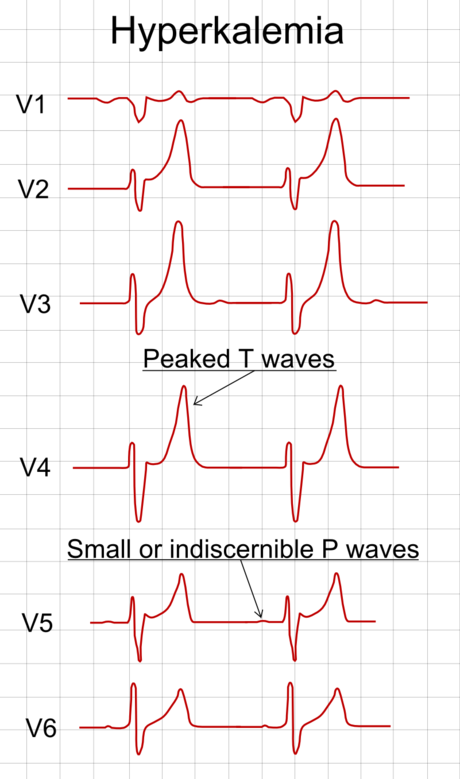 Hyperkalemia
V1
V2
V3
Peaked T waves
V4
Small or indiscernible P waves
V5
V6